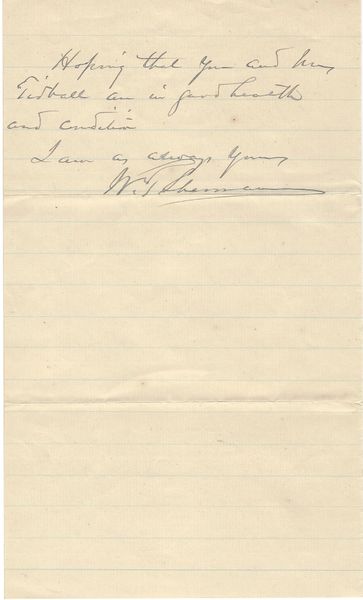 Hoping that you and Mrs
Tidball are in good health
and condition
I am as always yours
W. T. Sherman